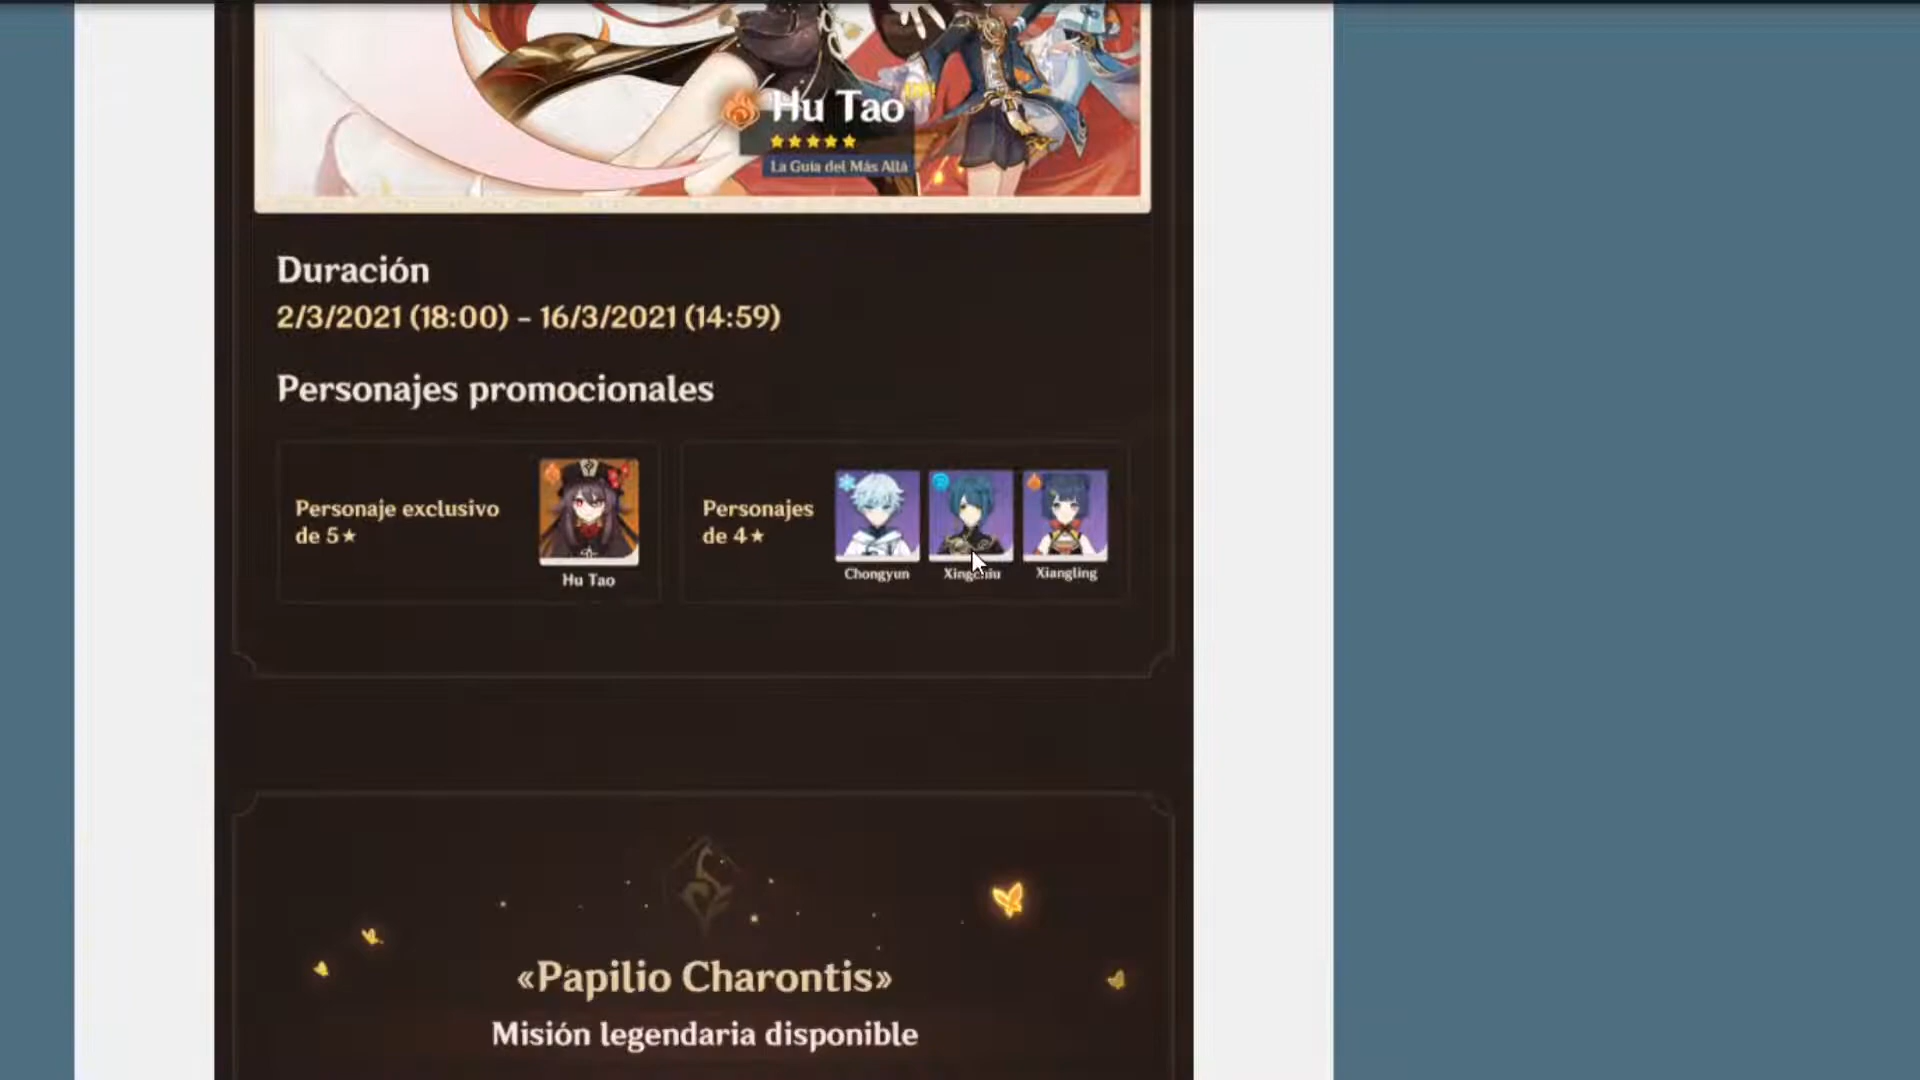 Hu Tao
La Guía del Más Allá
Duración
2/3/2021 (18:00) – 16/3/2021 (14:59)
Personajes promocionales
Personaje exclusivo
de 5★
Hu Tao
Personajes
de 4★
Chongyun
Xingqiu
Xiangling
«Papilio Charontis»
Misión legendaria disponible